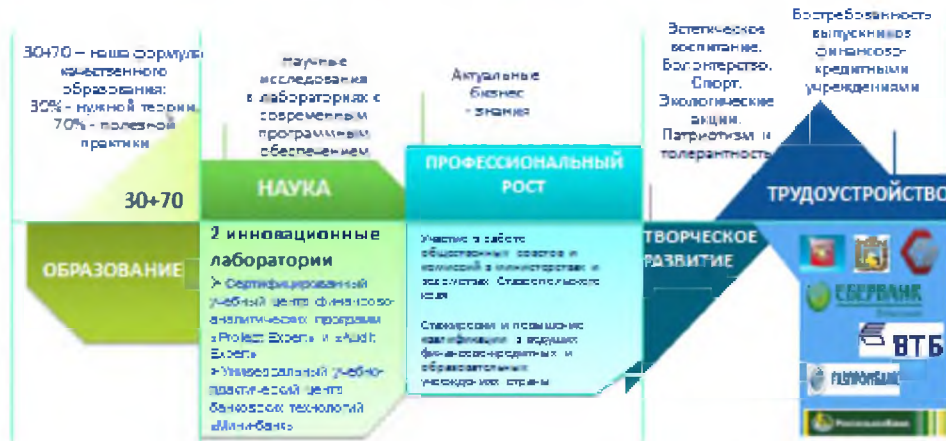 30+70 – наша формула
качественного
образования:
30% - нужной теории
70% - полезной
практики
30+70
ОБРАЗОВАНИЕ
Научные
исследования
в лабораториях с
современным
программным
обеспечением
НАУКА
2 инновационные
лаборатории
➢ Сертифицированный
учебный центр финансово-
аналитических программ
«Project Expert» и «Audit
Expert»
➢ Универсальный учебно-
практический центр
банковских технологий
«Мини-банк»
Актуальные
бизнес
- знания
ПРОФЕССИОНАЛЬНЫЙ
РОСТ
Участие в работе
общественных советов и
комиссий в министерствах и
ведомствах Ставропольского
края
Стажировки и повышение
квалификации в ведущих
финансово-кредитных и
образовательных
учреждениях страны
Эстетическое
воспитание.
Волонтерство.
Спорт.
Экологические
акции.
Патриотизм и
толерантность
ТВОРЧЕСКОЕ
РАЗВИТИЕ
Востребованность
выпускников
финансово-
кредитными
учреждениями
ТРУДОУСТРОЙСТВО
СБЕРБАНК
ВТБ
ГАЗПРОМБАНК
РоссельхозБанк